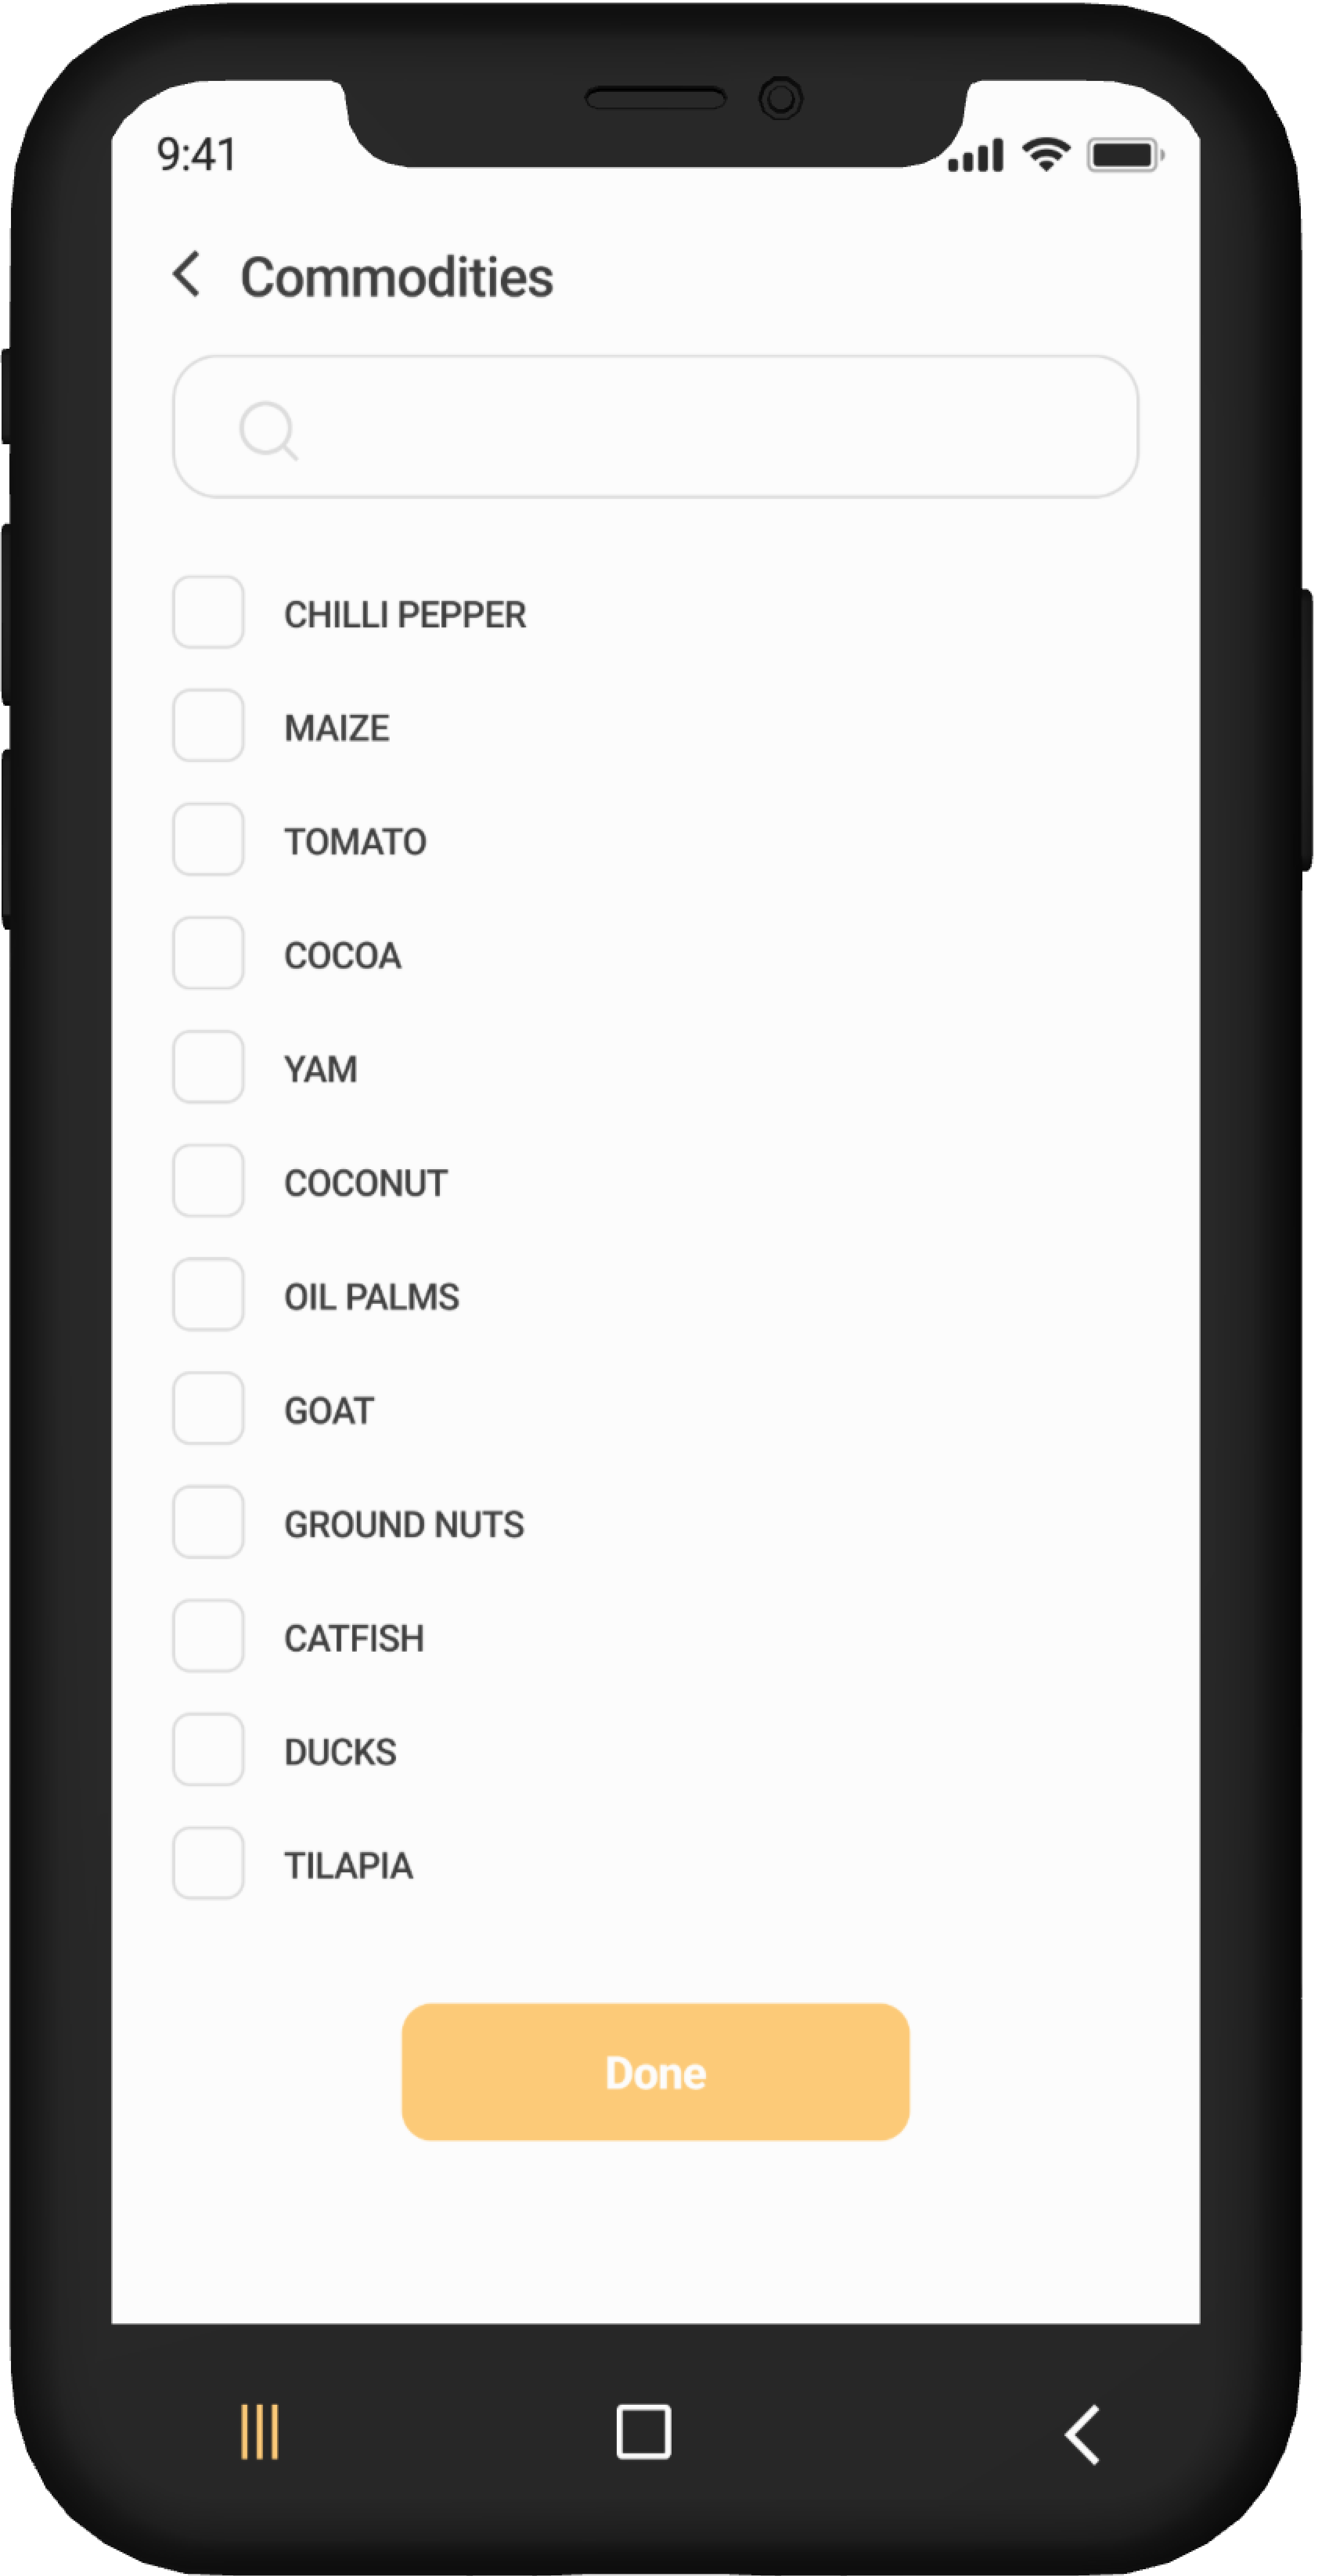 9:41
Commodities
CHILLI PEPPER
MAIZE
TOMATO
COCOA
YAM
COCONUT
OIL PALMS
GOAT
GROUND NUTS
CATFISH
DUCKS
TILAPIA
Done